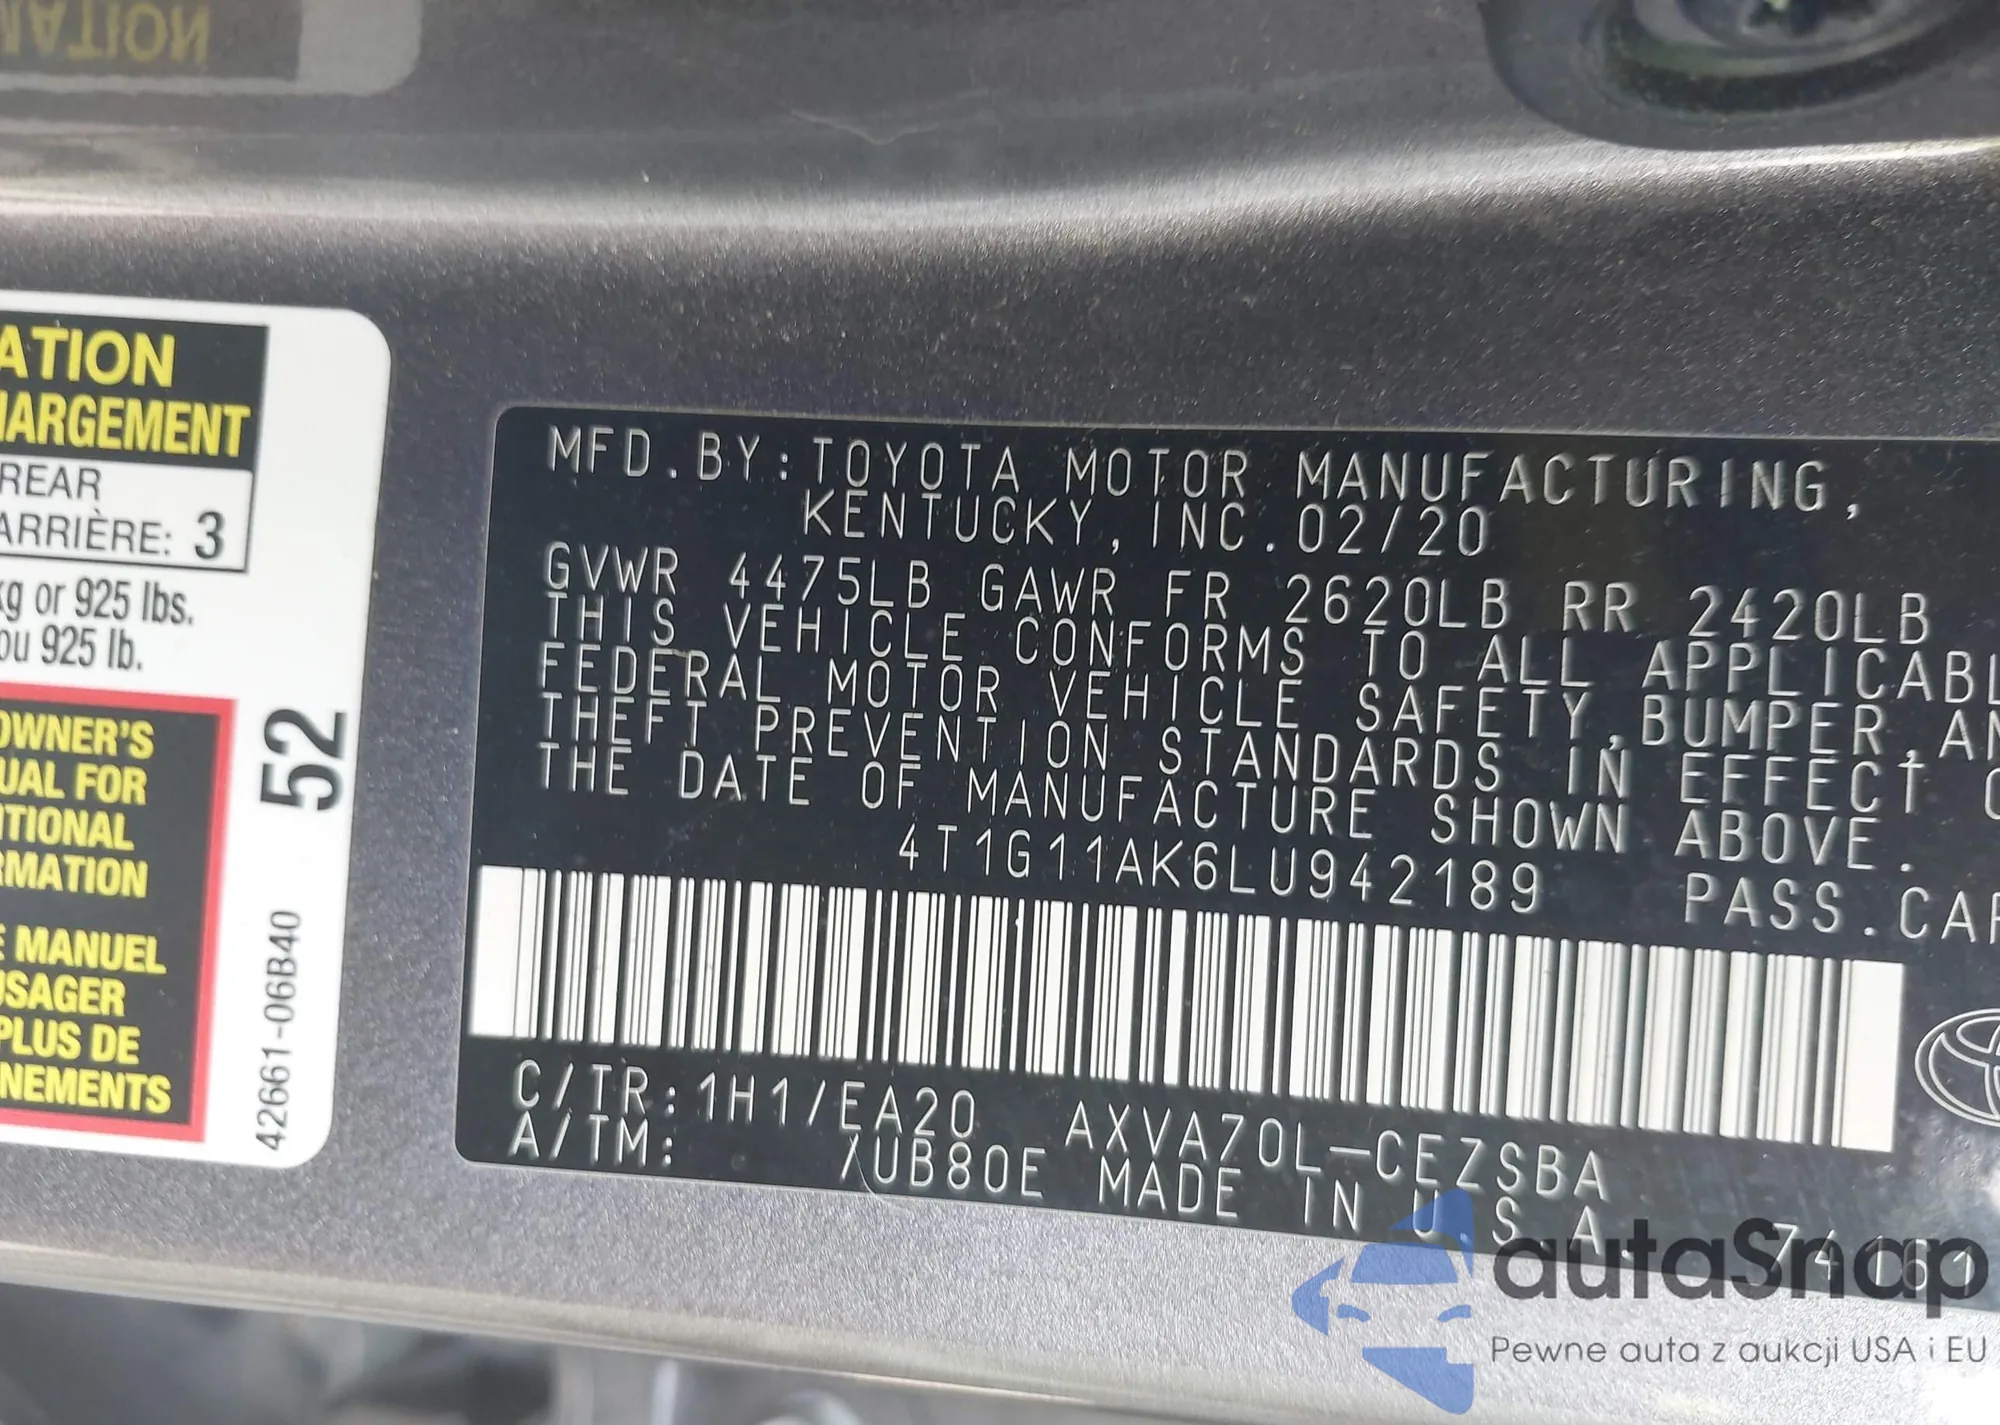 MATION
ATION
HARGEMENT
REAR
ARRIÈRE: 3
kg or 925 lbs.
ou 925 lb.
OWNER'S
UAL FOR
ITIONAL
RMATION
E MANUEL
USAGER
PLUS DE
NEMENTS
52
42661-06B40
MFD.BY:TOYOTA MOTOR MANUFACTURING,
KENTUCKY,INC.02/20
GVWR 4475LB GAWR FR 2620LB RR 2420LB
THIS VEHICLE CONFORMS TO ALL APPLICABL
FEDERAL MOTOR VEHICLE SAFETY,BUMPER,AN
THEFT PREVENTION STANDARDS IN EFFECT O
THE DATE OF MANUFACTURE SHOWN ABOVE.
4T1G11AK6LU942189 PASS.CAR
C/TR:1H1/EA20 AXVA70L-CEZSBA
A/TM: /UB80E MADE IN U.S.A. 74151
autaSnap
Pewne auta z aukcji USA i EU